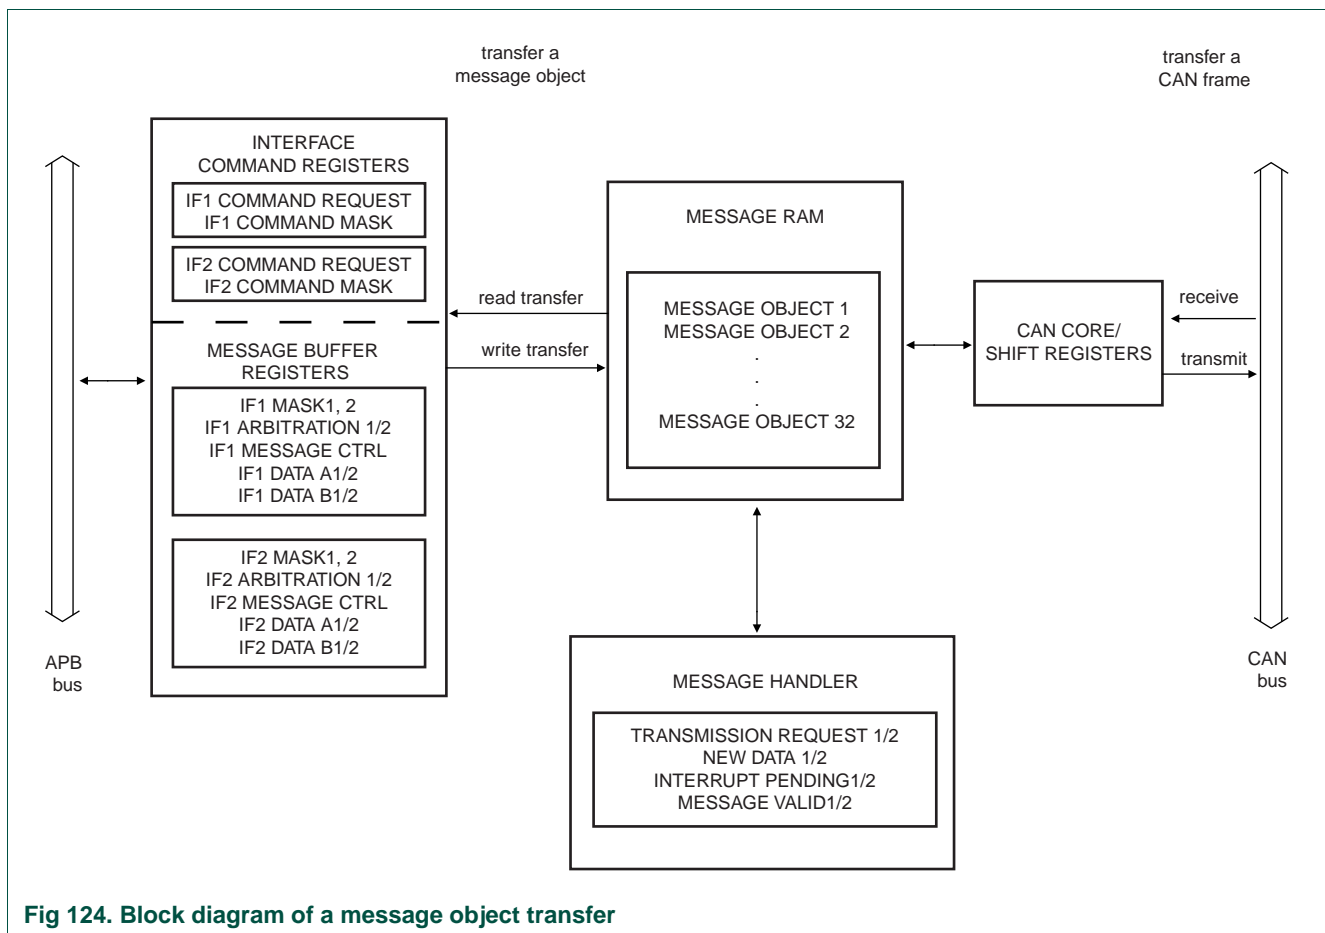 transfer a
message object
transfer a
CAN frame
INTERFACE
COMMAND REGISTERS
IF1 COMMAND REQUEST
IF1 COMMAND MASK
IF2 COMMAND REQUEST
IF2 COMMAND MASK
MESSAGE BUFFER
REGISTERS
IF1 MASK1, 2
IF1 ARBITRATION 1/2
IF1 MESSAGE CTRL
IF1 DATA A1/2
IF1 DATA B1/2
IF2 MASK1, 2
IF2 ARBITRATION 1/2
IF2 MESSAGE CTRL
IF2 DATA A1/2
IF2 DATA B1/2
APB
bus
read transfer
write transfer
MESSAGE RAM
MESSAGE OBJECT 1
MESSAGE OBJECT 2
.
.
.
MESSAGE OBJECT 32
CAN CORE/
SHIFT REGISTERS
receive
transmit
CAN
bus
MESSAGE HANDLER
TRANSMISSION REQUEST 1/2
NEW DATA 1/2
INTERRUPT PENDING1/2
MESSAGE VALID1/2
Fig 124. Block diagram of a message object transfer